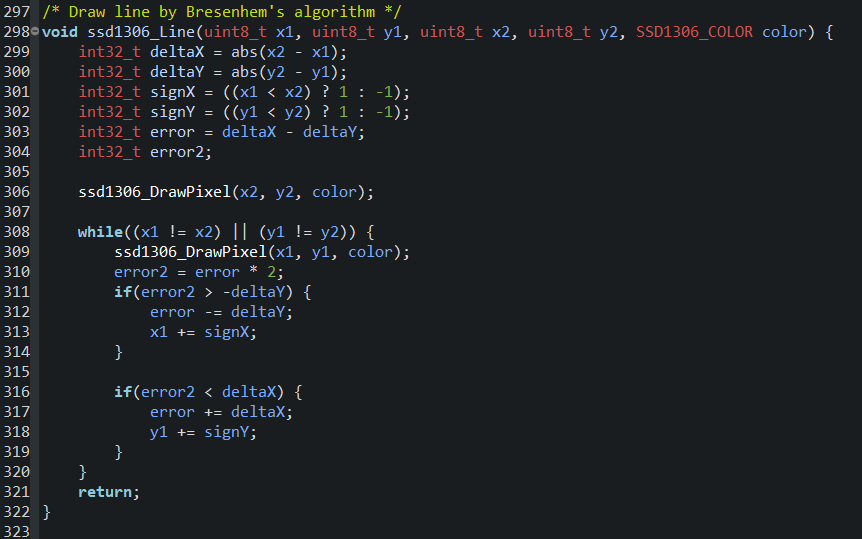 297 /* Draw line by Bresenhem's algorithm */
298 void ssd1306_Line(uint8_t x1, uint8_t y1, uint8_t x2, uint8_t y2, SSD1306_COLOR color) {
299     int32_t deltaX = abs(x2 - x1);
300     int32_t deltaY = abs(y2 - y1);
301     int32_t signX = ((x1 < x2) ? 1 : -1);
302     int32_t signY = ((y1 < y2) ? 1 : -1);
303     int32_t error = deltaX - deltaY;
304     int32_t error2;
305
306     ssd1306_DrawPixel(x2, y2, color);
307
308     while((x1 != x2) || (y1 != y2)) {
309         ssd1306_DrawPixel(x1, y1, color);
310         error2 = error * 2;
311         if(error2 > -deltaY) {
312             error -= deltaY;
313             x1 += signX;
314         }
315
316         if(error2 < deltaX) {
317             error += deltaX;
318             y1 += signY;
319         }
320     }
321     return;
322 }
323